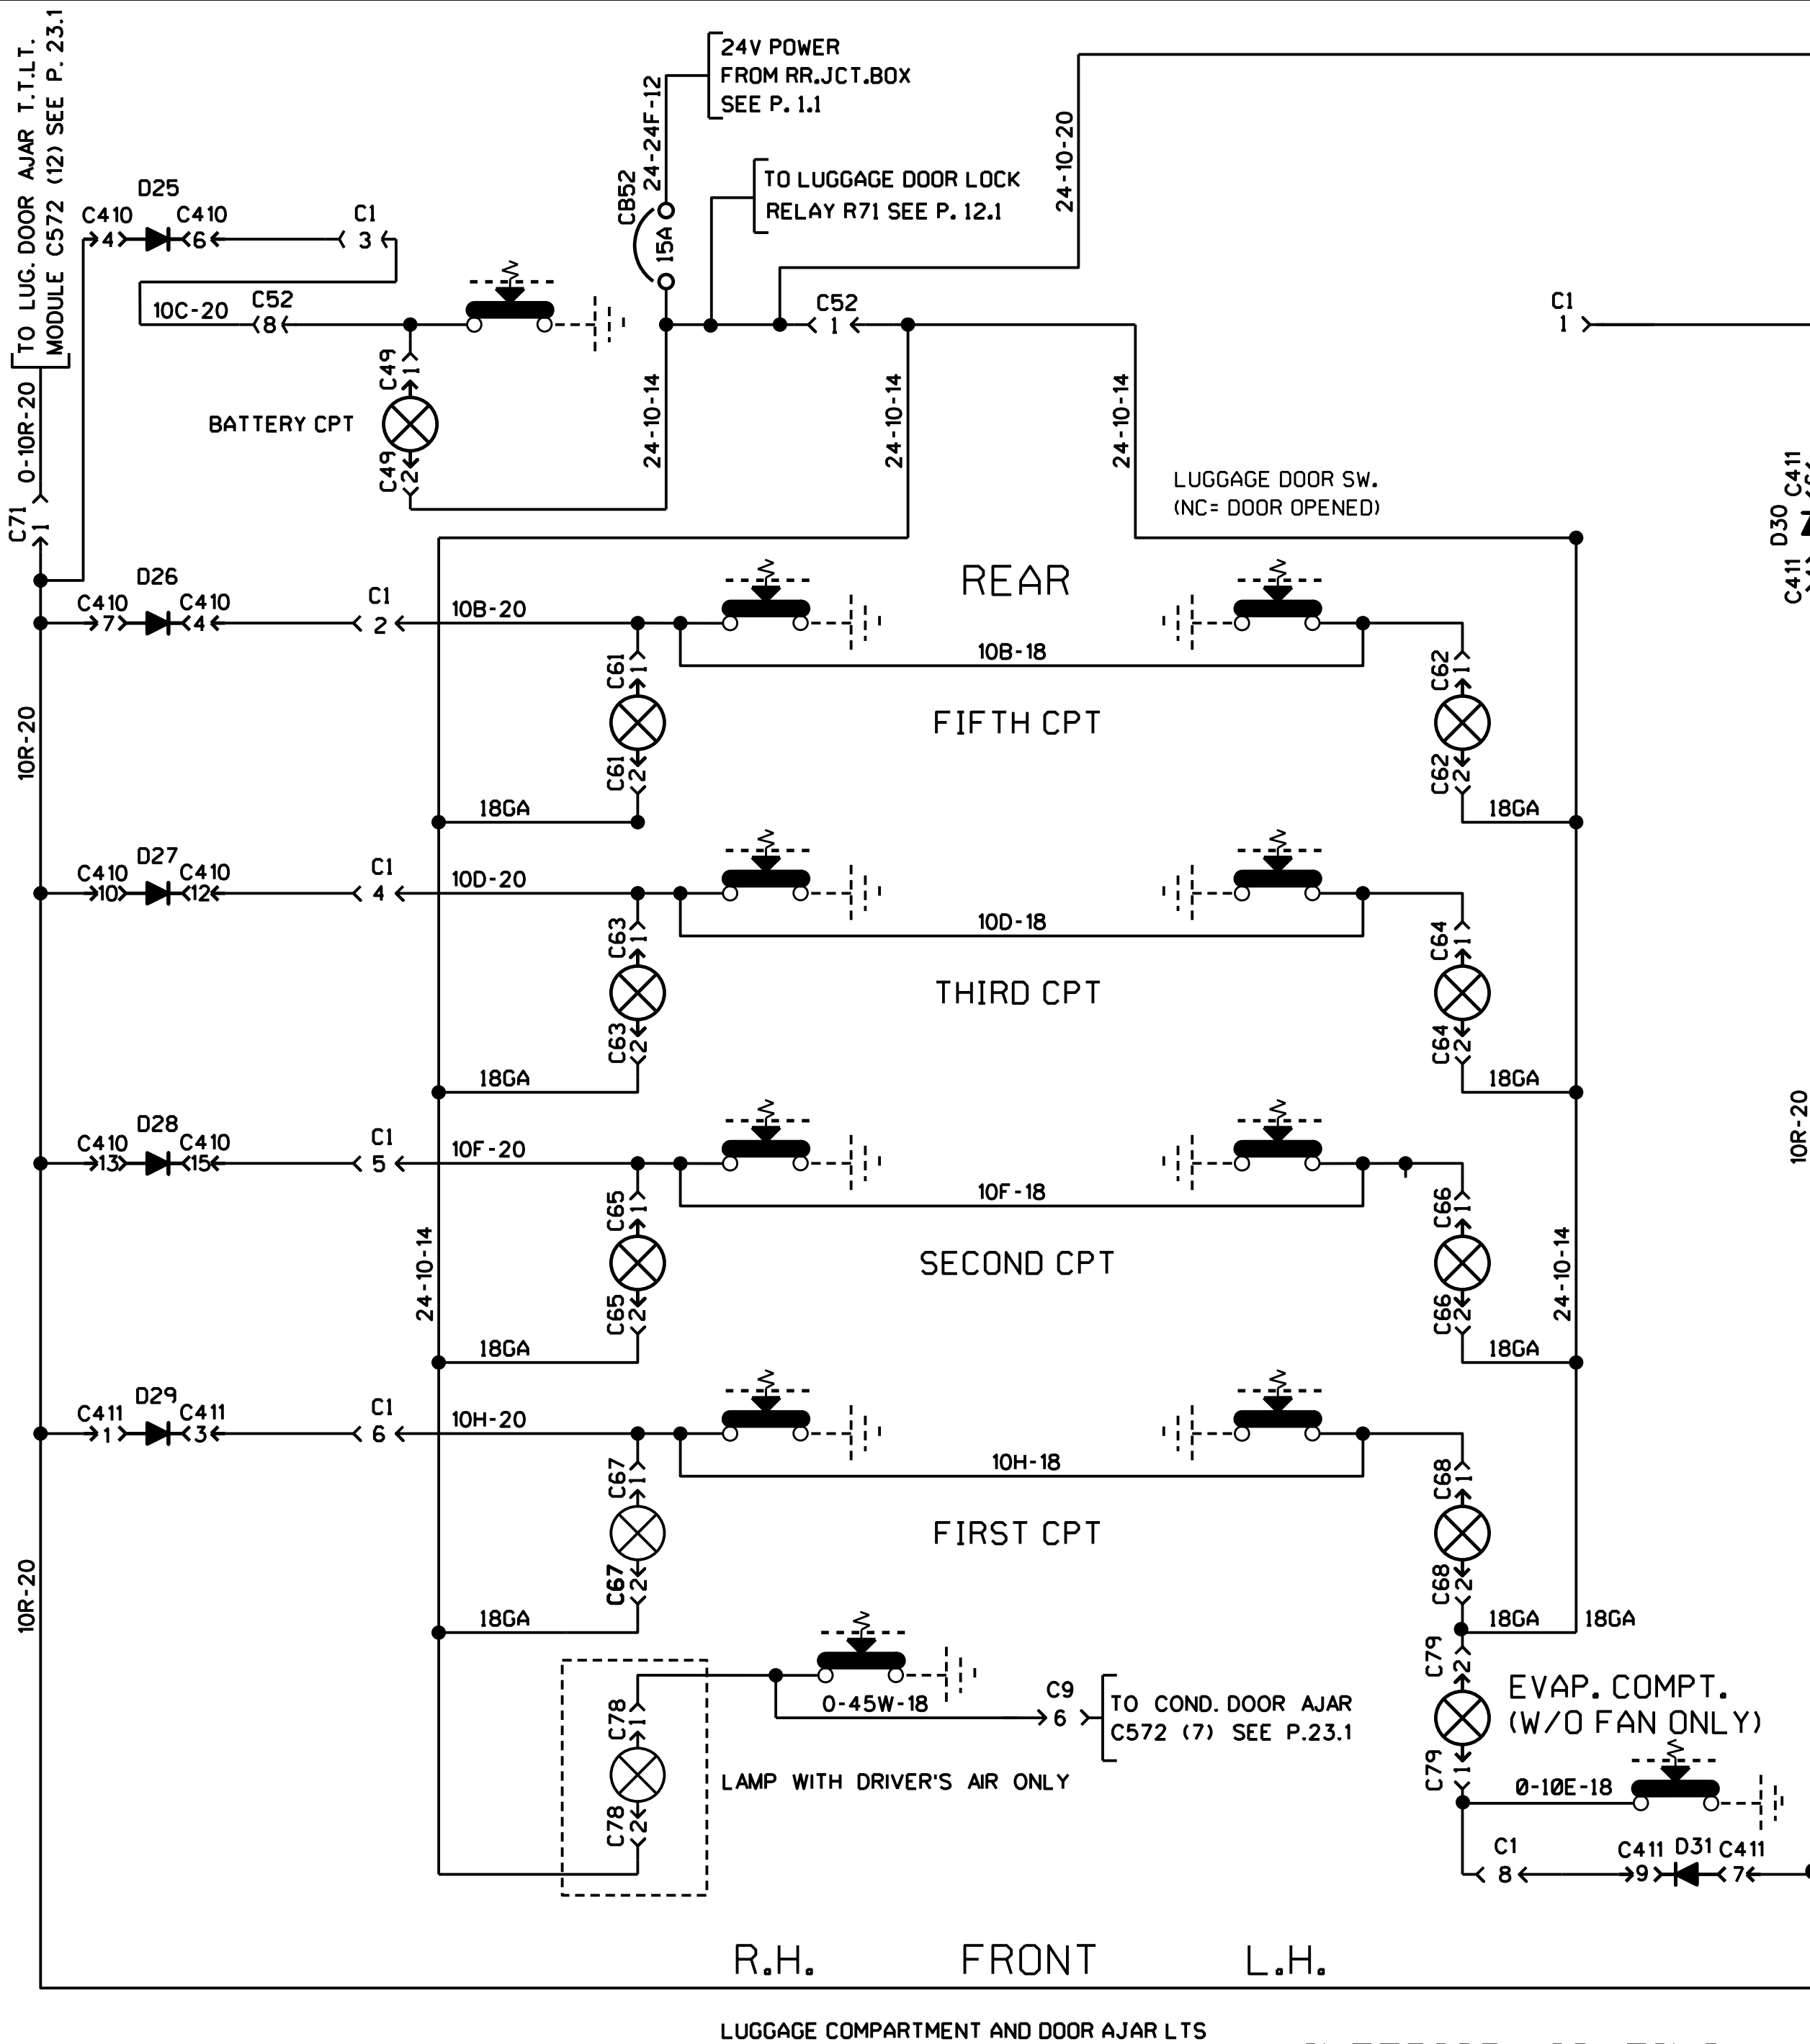 TO LUG. DOOR AJAR T.T.LT.
MODULE C572 (12) SEE P. 23.1
24V POWER
FROM RR.JCT.BOX
SEE P. 1.1
24-24F-12
CB52
15A
TO LUGGAGE DOOR LOCK
RELAY R71 SEE P. 12.1
24-10-20
D25
C410 C410 C1
4 6 3
10C-20 C52
8
C52
1
C1
1
0-10R-20
C71
1
C49
1
BATTERY CPT
C49
2
24-10-14
24-10-14
24-10-14
LUGGAGE DOOR SW.
(NC= DOOR OPENED)
C411
D30
C411
REAR
D26
C410 C410 C1
7 4 2
10B-20
10B-18
C61
1
C62
1
FIFTH CPT
C61
2
C62
2
10R-20
18GA
18GA
D27
C410 C410 C1
10 12 4
10D-20
10D-18
C63
1
C64
1
THIRD CPT
C63
2
C64
2
18GA
18GA
10R-20
D28
C410 C410 C1
13 15 5
10F-20
10F-18
C65
1
C66
1
SECOND CPT
24-10-14
24-10-14
C65
2
C66
2
18GA
18GA
D29
C411 C411 C1
1 3 6
10H-20
10H-18
C67
1
C68
1
FIRST CPT
C67
2
C68
2
10R-20
18GA
18GA 18GA
C79
2
EVAP. COMPT.
(W/O FAN ONLY)
0-45W-18
C9
6
TO COND. DOOR AJAR
C572 (7) SEE P.23.1
C78
1
LAMP WITH DRIVER'S AIR ONLY
C78
2
C79
1
0-10E-18
C1 C411 D31 C411
8 9 7
R.H. FRONT L.H.
LUGGAGE COMPARTMENT AND DOOR AJAR LTS